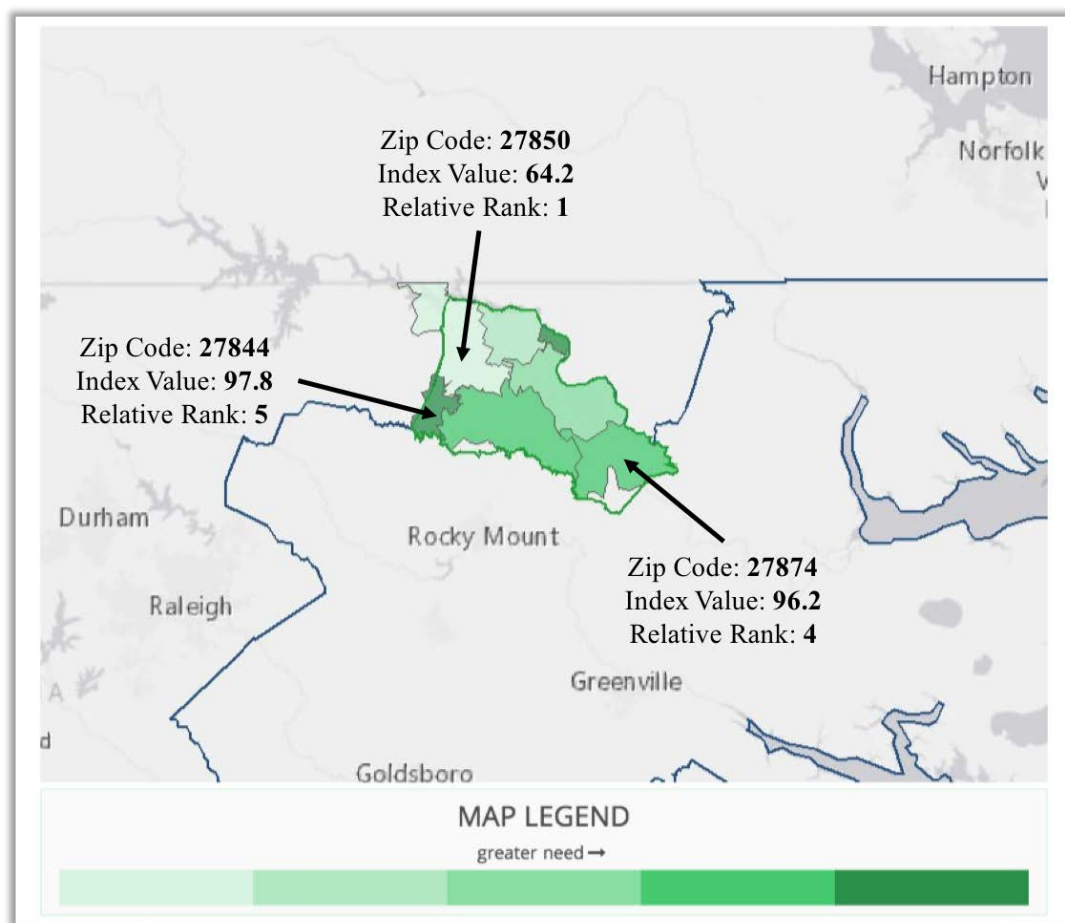 Hampton
Norfolk
Zip Code: 27850
Index Value: 64.2
Relative Rank: 1
Zip Code: 27844
Index Value: 97.8
Relative Rank: 5
Durham
Rocky Mount
Raleigh
Zip Code: 27874
Index Value: 96.2
Relative Rank: 4
Greenville
A
d
Goldsboro
MAP LEGEND
greater need →